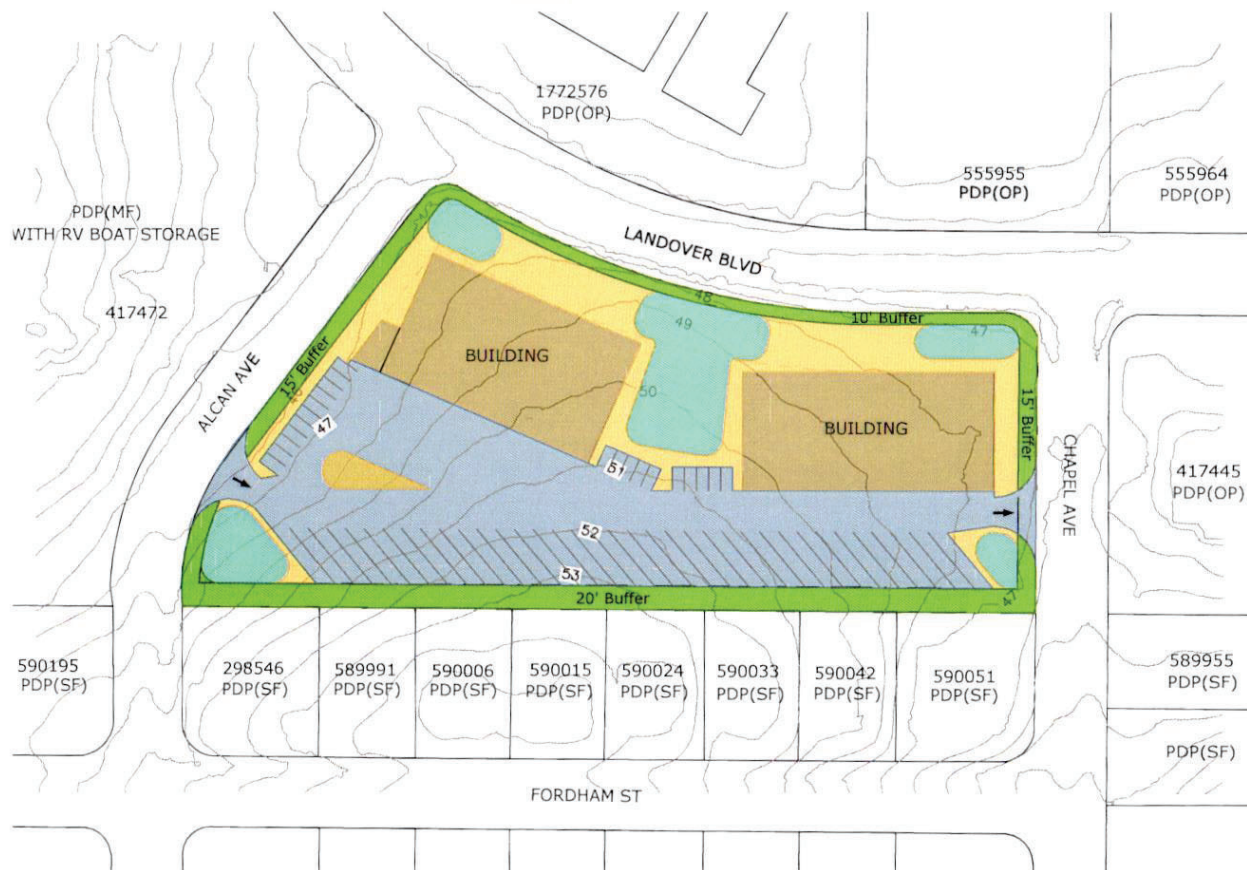 1772576
PDP(OP)
555955
PDP(OP)
555964
PDP(OP)
PDP(MF)
WITH RV BOAT STORAGE
417472
LANDOVER BLVD
48
10' Buffer
47
49
BUILDING
15' Buffer
ALCAN AVE
50
BUILDING
15' Buffer
CHAPEL AVE
417445
PDP(OP)
47
51
52
53
20' Buffer
47
590195
PDP(SF)
298546
PDP(SF)
589991
PDP(SF)
590006
PDP(SF)
590015
PDP(SF)
590024
PDP(SF)
590033
PDP(SF)
590042
PDP(SF)
590051
PDP(SF)
589955
PDP(SF)
PDP(SF)
FORDHAM ST